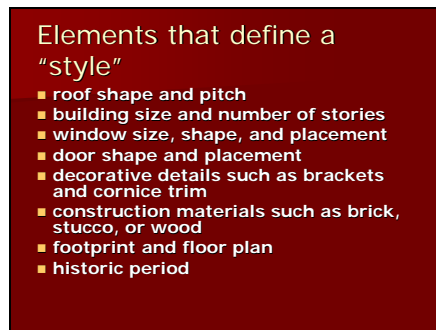 Elements that define a
“style”
roof shape and pitch
building size and number of stories
window size, shape, and placement
door shape and placement
decorative details such as brackets
and cornice trim
construction materials such as brick,
stucco, or wood
footprint and floor plan
historic period